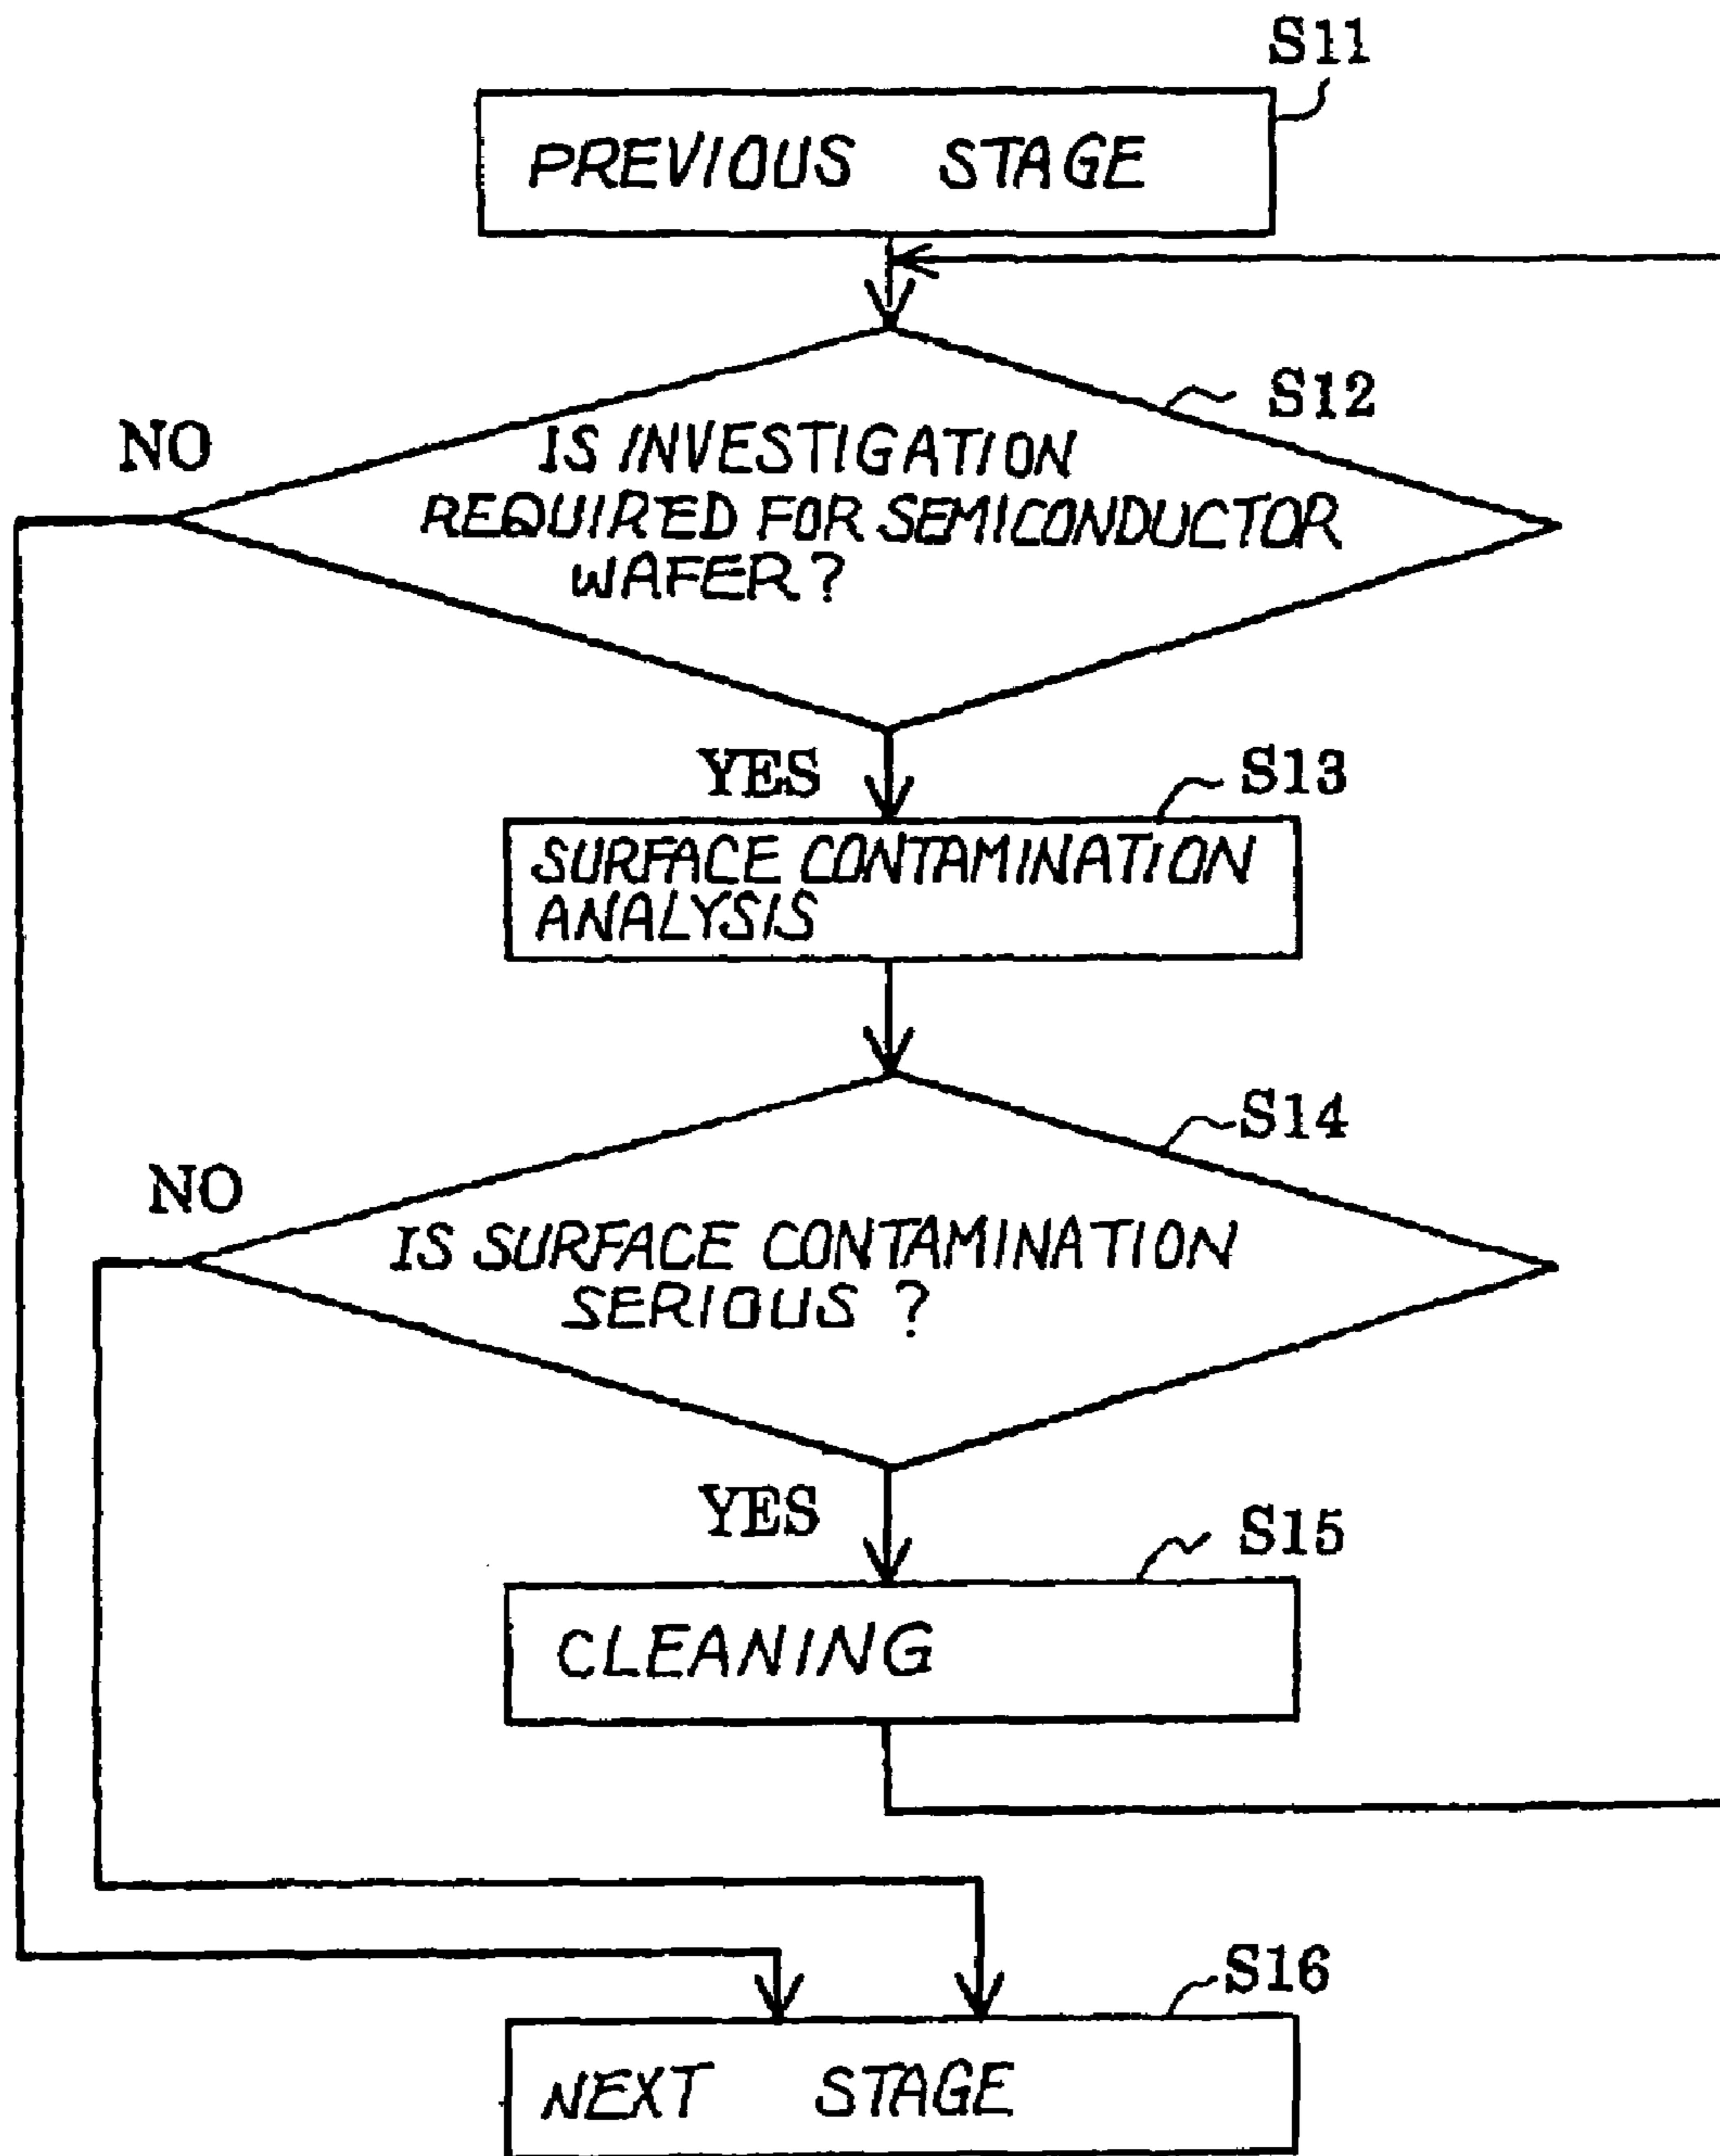 S11
PREVIOUS STAGE
S12
NO
IS INVESTIGATION
REQUIRED FOR SEMICONDUCTOR
WAFER?
YES
S13
SURFACE CONTAMINATION
ANALYSIS
S14
NO
IS SURFACE CONTAMINATION
SERIOUS ?
YES
S15
CLEANING
S16
NEXT STAGE